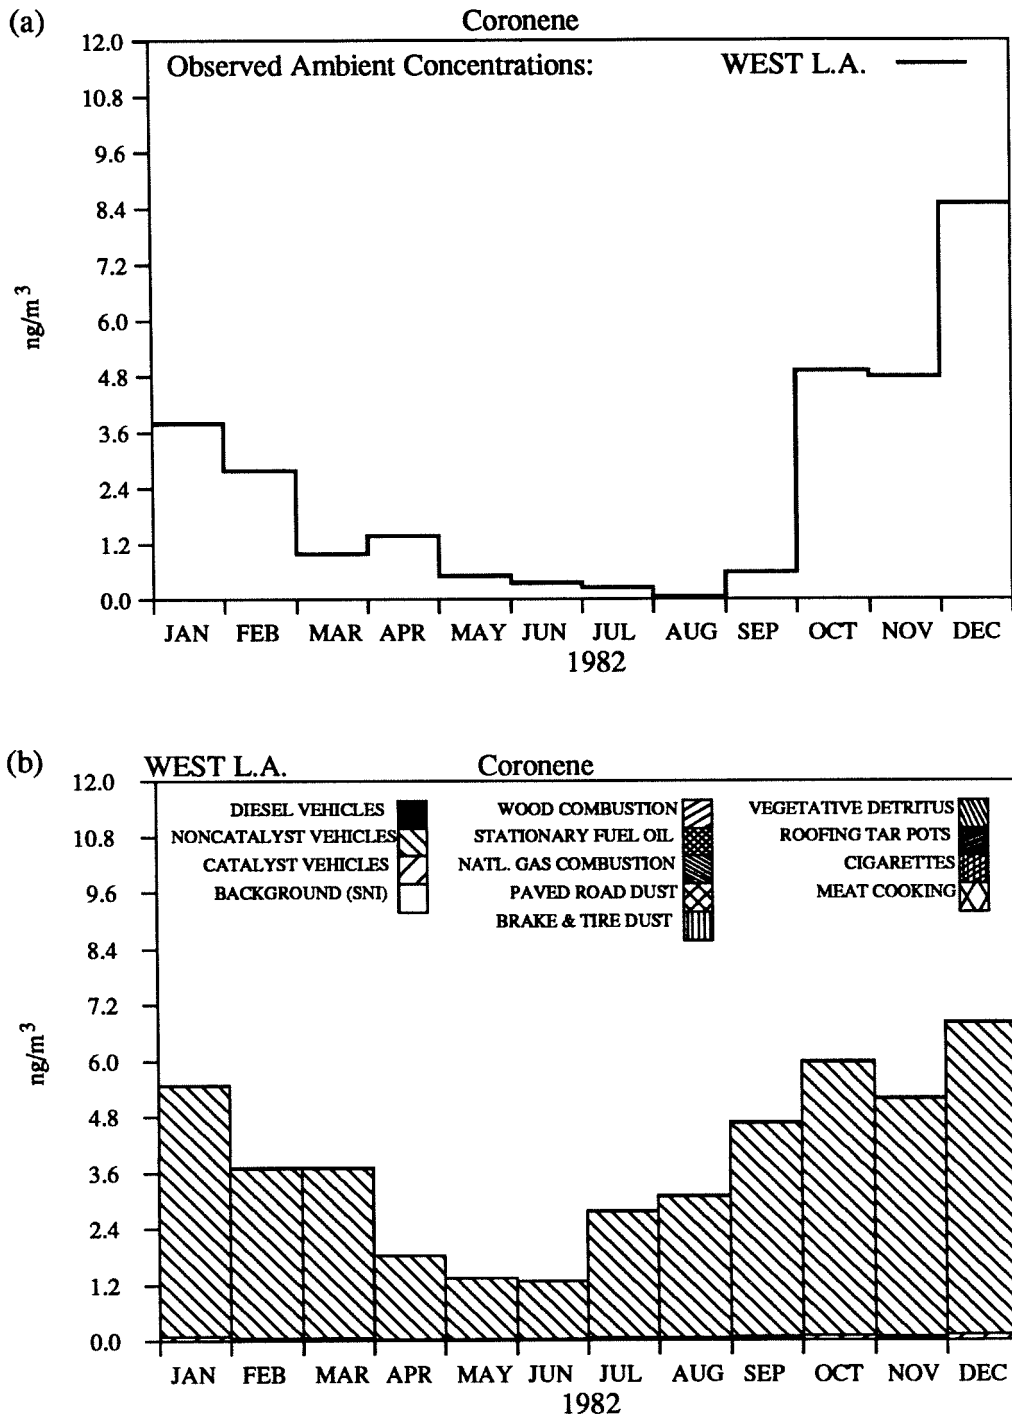 (a)
Coronene
12.0
Observed Ambient Concentrations: WEST L.A.
10.8
9.6
8.4
7.2
6.0
4.8
3.6
2.4
1.2
0.0
ng/m³
JAN FEB MAR APR MAY JUN JUL AUG SEP OCT NOV DEC
1982
(b)
WEST L.A. Coronene
12.0
DIESEL VEHICLES WOOD COMBUSTION VEGETATIVE DETRITUS
10.8 NONCATALYST VEHICLES STATIONARY FUEL OIL ROOFING TAR POTS
CATALYST VEHICLES NATL. GAS COMBUSTION CIGARETTES
9.6 BACKGROUND (SNI) PAVED ROAD DUST MEAT COOKING
BRAKE & TIRE DUST
8.4
7.2
6.0
4.8
3.6
2.4
1.2
0.0
ng/m³
JAN FEB MAR APR MAY JUN JUL AUG SEP OCT NOV DEC
1982